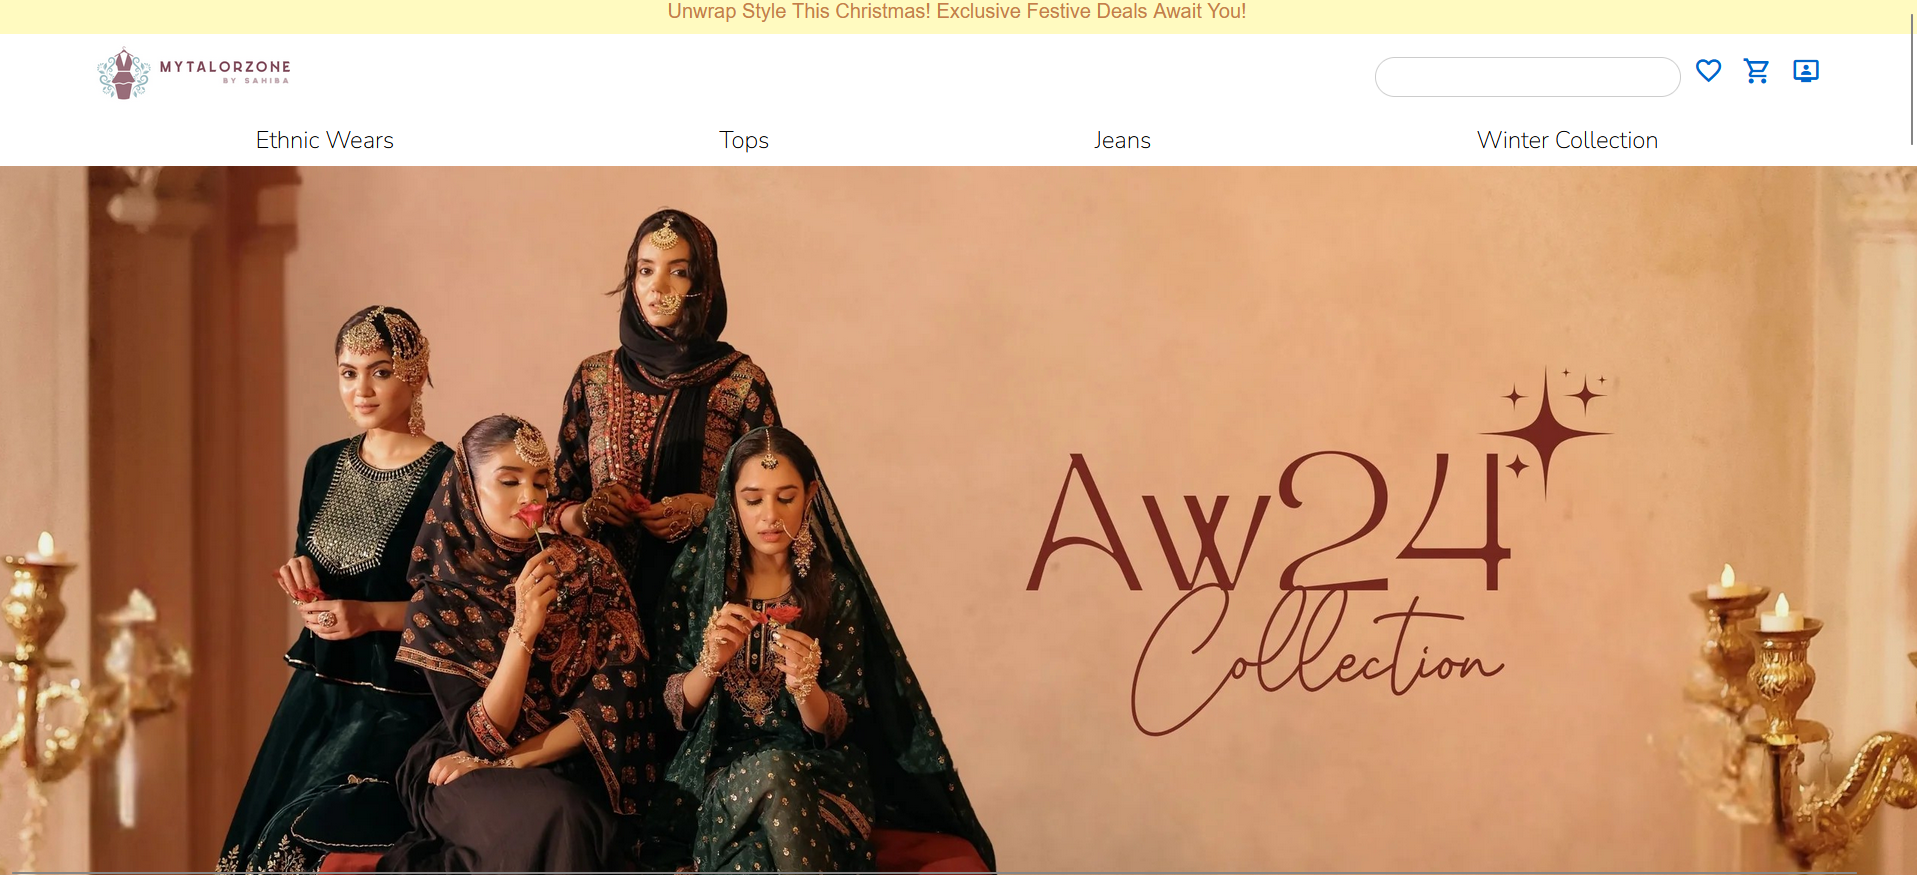 Unwrap Style This Christmas! Exclusive Festive Deals Await You!
MYTALORZONE
BY SAHIBA
Ethnic Wears
Tops
Jeans
Winter Collection
Aw24
Collection